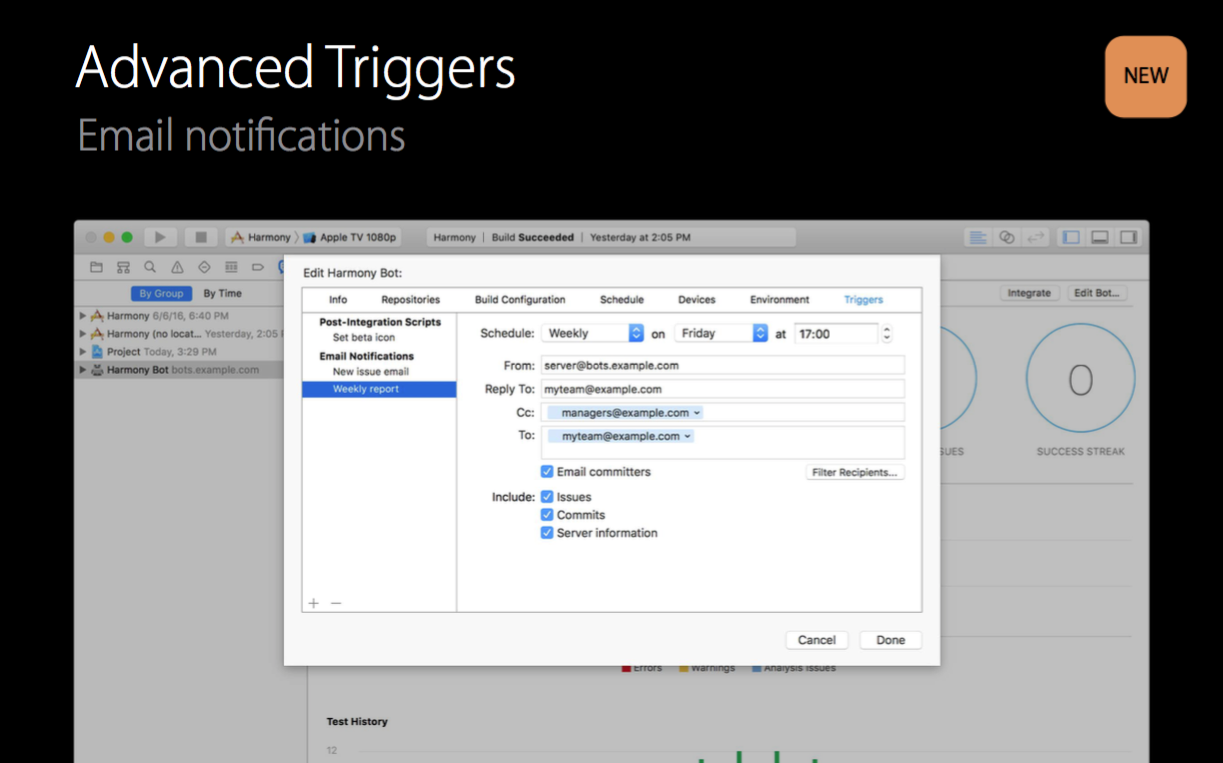 Advanced Triggers
NEW
Email notifications
Harmony Apple TV 1080p Harmony | Build Succeeded | Yesterday at 2:05 PM
Edit Harmony Bot:
By Group By Time
Integrate Edit Bot...
Info Repositories Build Configuration Schedule Devices Environment Triggers
Harmony 6/6/16, 6:40 PM
Harmony (no locat... Yesterday, 2:05
Project Today, 3:29 PM
Harmony Bot bots.example.com
Post-Integration Scripts
Set beta icon
Email Notifications
New issue email
Weekly report
Schedule: Weekly on Friday at 17:00
From: server@bots.example.com
Reply To: myteam@example.com
Cc: managers@example.com
To: myteam@example.com
Email committers Filter Recipients...
Include: Issues
Commits
Server information
+ −
Cancel Done
0
SUCCESS STREAK
Errors Warnings Analysis Issues
Test History
12